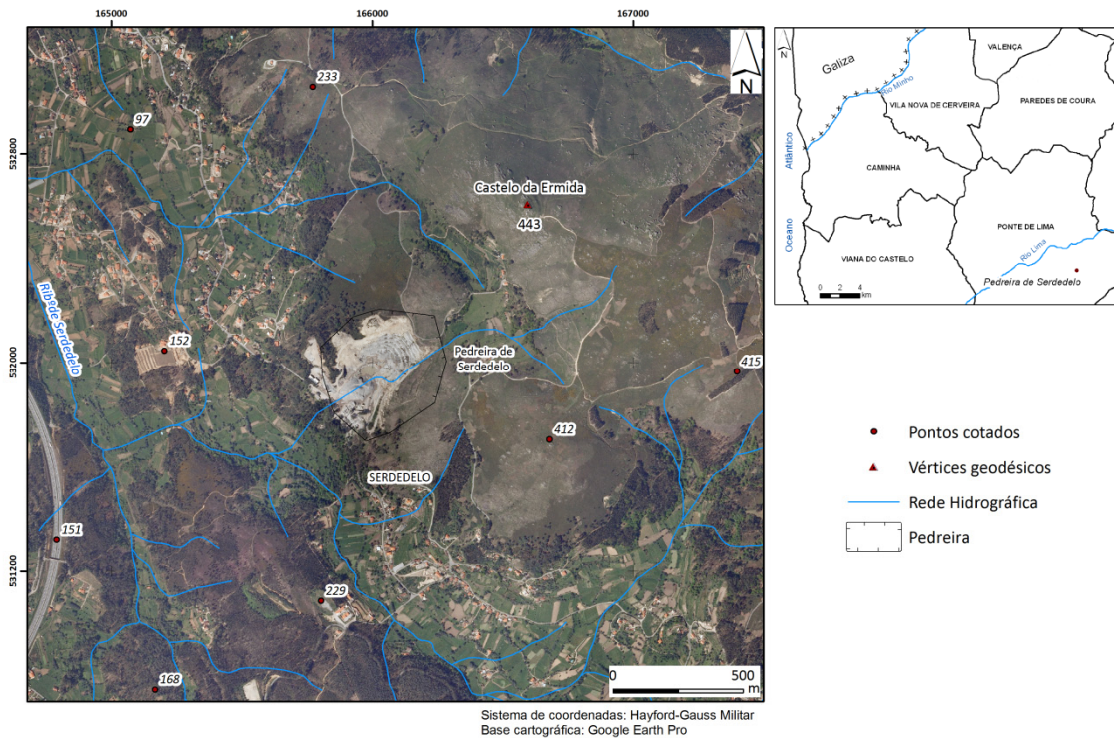 165000
166000
167000
532800
532000
531200
233
97
Castelo da Ermida
443
Ribº de Serdedelo
152
Pedreira de
Serdedelo
415
412
SERDEDELO
151
229
168
N
0
500
m
Sistema de coordenadas: Hayford-Gauss Militar
Base cartográfica: Google Earth Pro
N
Galiza
VALENÇA
Rio Minho
VILA NOVA DE CERVEIRA
PAREDES DE COURA
Atlântico
CAMINHA
Oceano
PONTE DE LIMA
Rio Lima
VIANA DO CASTELO
Pedreira de Serdedelo
0 2 4
km
Pontos cotados
Vértices geodésicos
Rede Hidrográfica
Pedreira